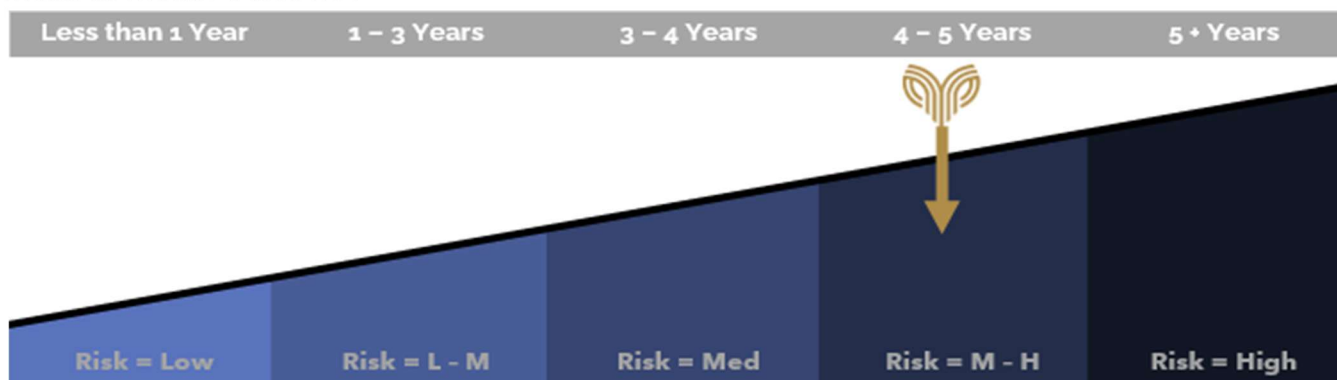 Less than 1 Year 1 – 3 Years 3 – 4 Years 4 – 5 Years 5 + Years
Risk = Low Risk = L - M Risk = Med Risk = M - H Risk = High